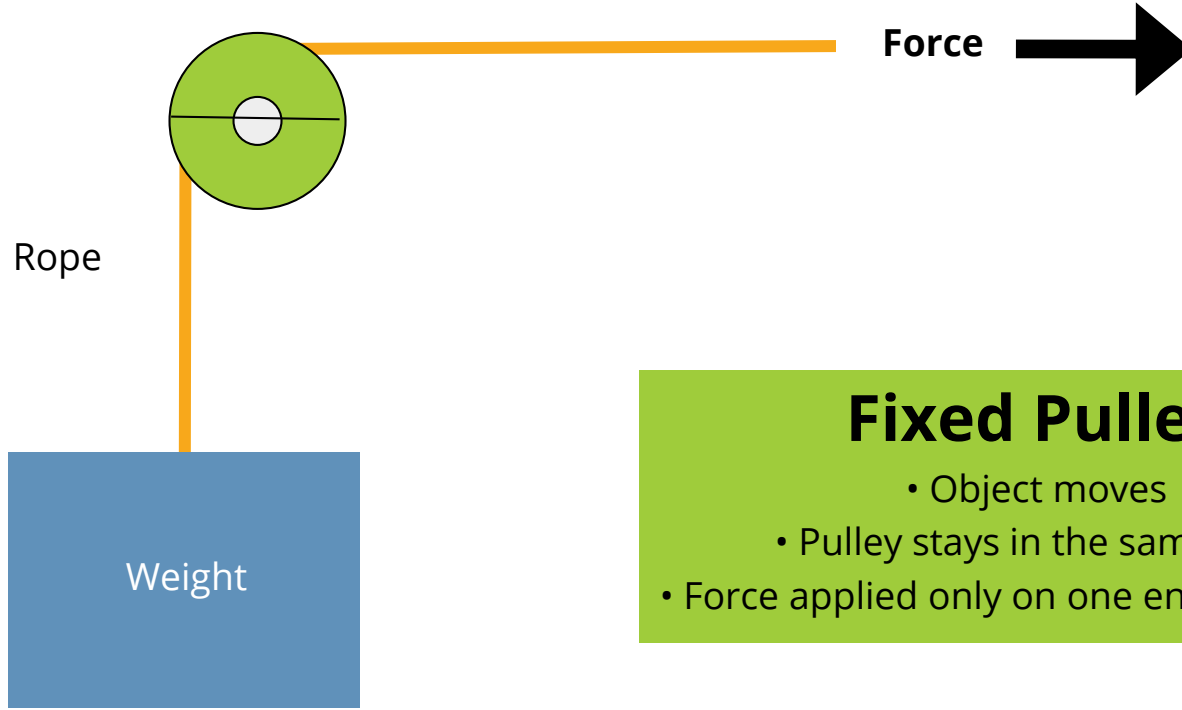 Force
Rope
Weight
Fixed Pulle
• Object moves
• Pulley stays in the sam
• Force applied only on one en